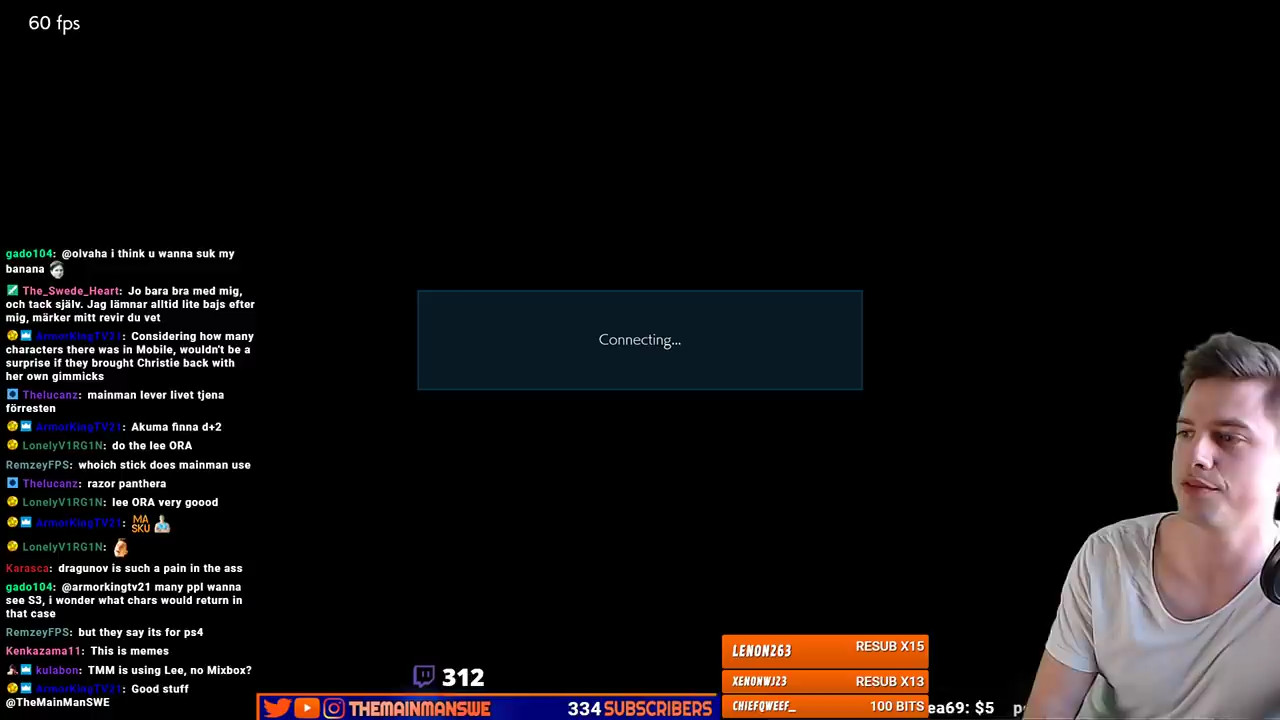 60 fps
gado104: @olvaha i think u wanna suk my
banana
The_Swede_Heart: Jo bara bra med mig,
och tack själv. Jag lämnar alltid lite bajs efter
mig, märker mitt revir du vet
ArmorKingTV21: Considering how many
characters there was in Mobile, wouldn't be a
surprise if they brought Christie back with
her own gimmicks
Thelucanz: mainman lever livet tjena
förresten
ArmorKingTV21: Akuma finna d+2
LonelyV1RG1N: do the lee ORA
RemzeyFPS: whoich stick does mainman use
Thelucanz: razor panthera
LonelyV1RG1N: lee ORA very goood
ArmorKingTV21: MA
SKU
LonelyV1RG1N:
Karasca: dragunov is such a pain in the ass
gado104: @armorkingtv21 many ppl wanna
see S3, i wonder what chars would return in
that case
RemzeyFPS: but they say its for ps4
Kenkazama11: This is memes
kulabon: TMM is using Lee, no Mixbox?
ArmorKingTV21: Good stuff
@TheMainManSWE
Connecting...
312
THEMAINMANSWE 334 SUBSCRIBERS
LENON263 RESUB X15
XENONWJ23 RESUB X13
CHIEFQWEEF_ 100 BITS
ea69: $5